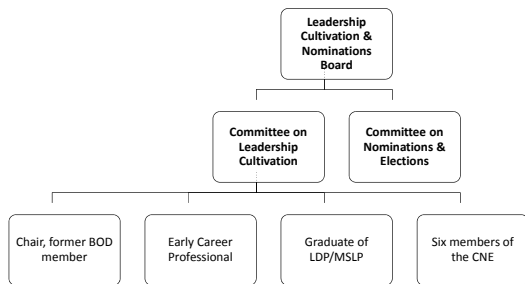 Leadership
Cultivation &
Nominations
Board
Committee on
Leadership
Cultivation
Committee on
Nominations &
Elections
Chair, former BOD
member
Early Career
Professional
Graduate of
LDP/MSLP
Six members of
the CNE